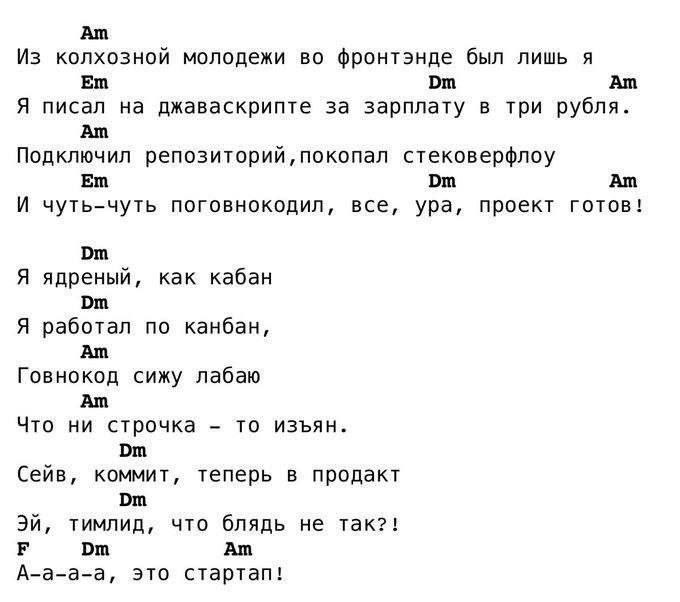 Am
Из колхозной молодежи во фронтэнде был лишь я
Em Dm Am
Я писал на джаваскрипте за зарплату в три рубля.
Am
Подключил репозиторий,покопал стековерфлоу
Em Dm Am
И чуть-чуть поговнокодил, все, ура, проект готов!
Dm
Я ядреный, как кабан
Dm
Я работал по канбан,
Am
Говнокод сижу лабаю
Am
Что ни строчка - то изъян.
Dm
Сейв, коммит, теперь в продакт
Dm
Эй, тимлид, что блядь не так?!
F Dm Am
А-а-а-а, это стартап!